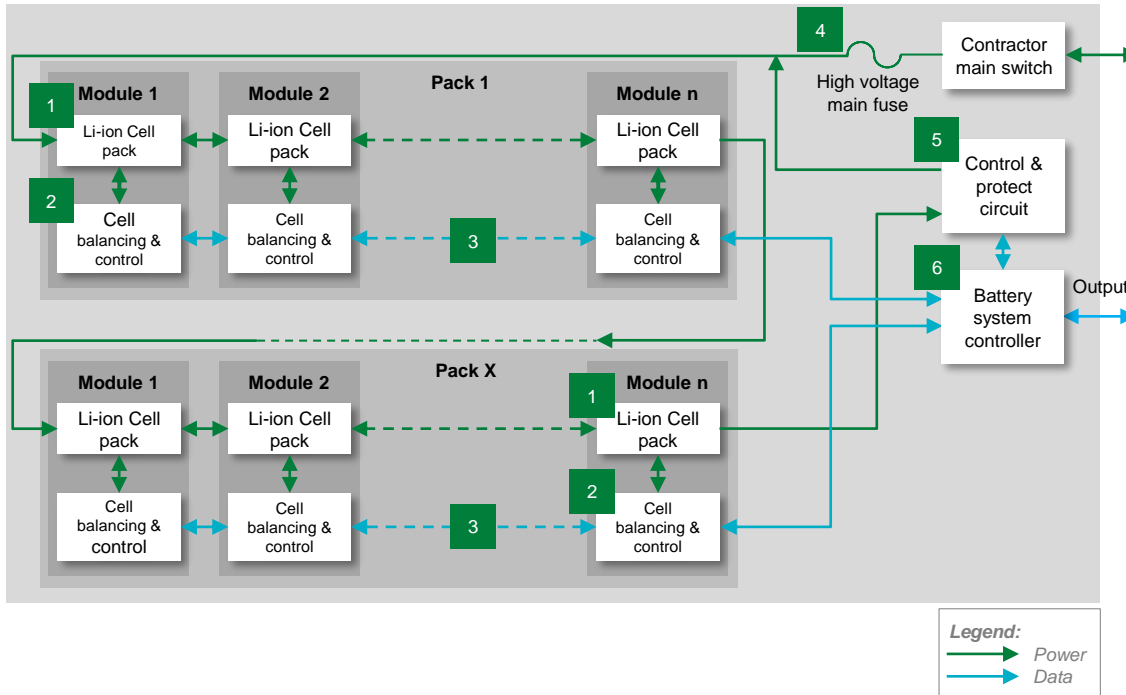 4
Contractor
main switch
High voltage
main fuse
Pack 1
Module 1
Module 2
Module n
1
Li-ion Cell
pack
Li-ion Cell
pack
Li-ion Cell
pack
5
Control &
protect
circuit
2
Cell
balancing &
control
Cell
balancing &
control
3
Cell
balancing &
control
6
Battery
system
controller
Output
Pack X
Module 1
Module 2
Module n
Li-ion Cell
pack
Li-ion Cell
pack
1
Li-ion Cell
pack
Cell
balancing &
control
Cell
balancing &
control
3
2
Cell
balancing &
control
Legend:
Power
Data